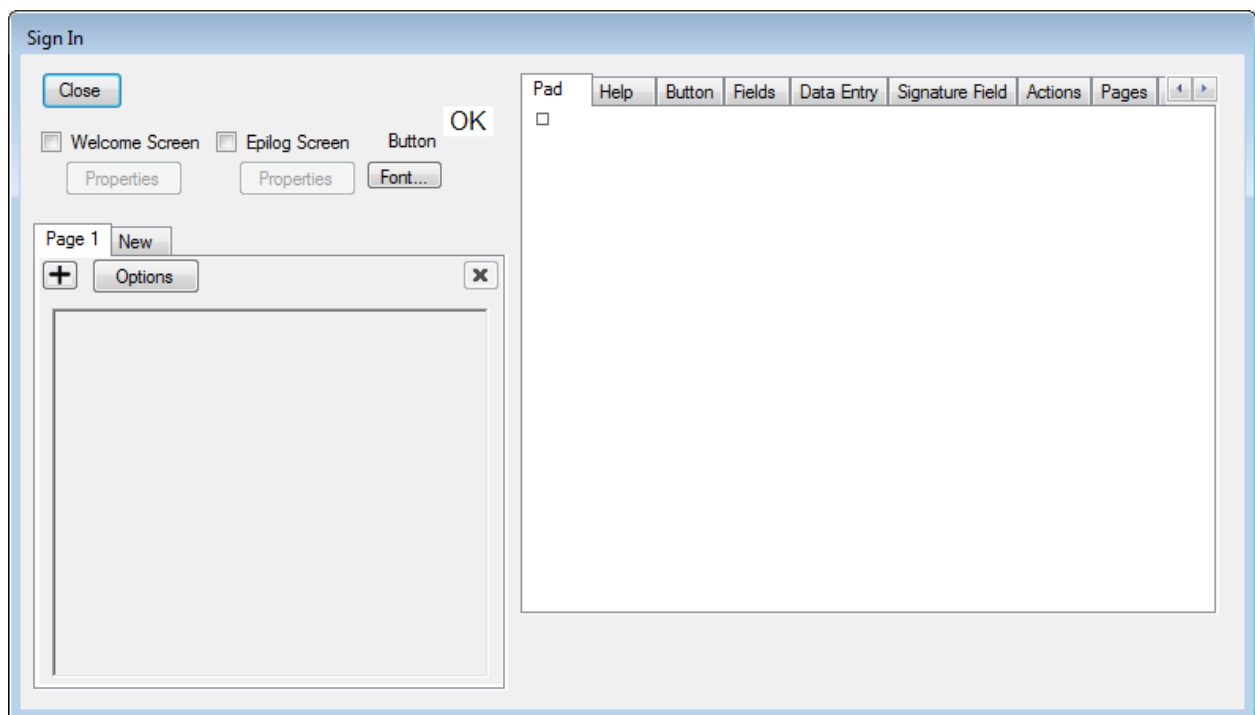 Sign In
Close
OK
Welcome Screen Epilog Screen Button
Properties Properties Font...
Page 1 New
Options
Pad Help Button Fields Data Entry Signature Field Actions Pages